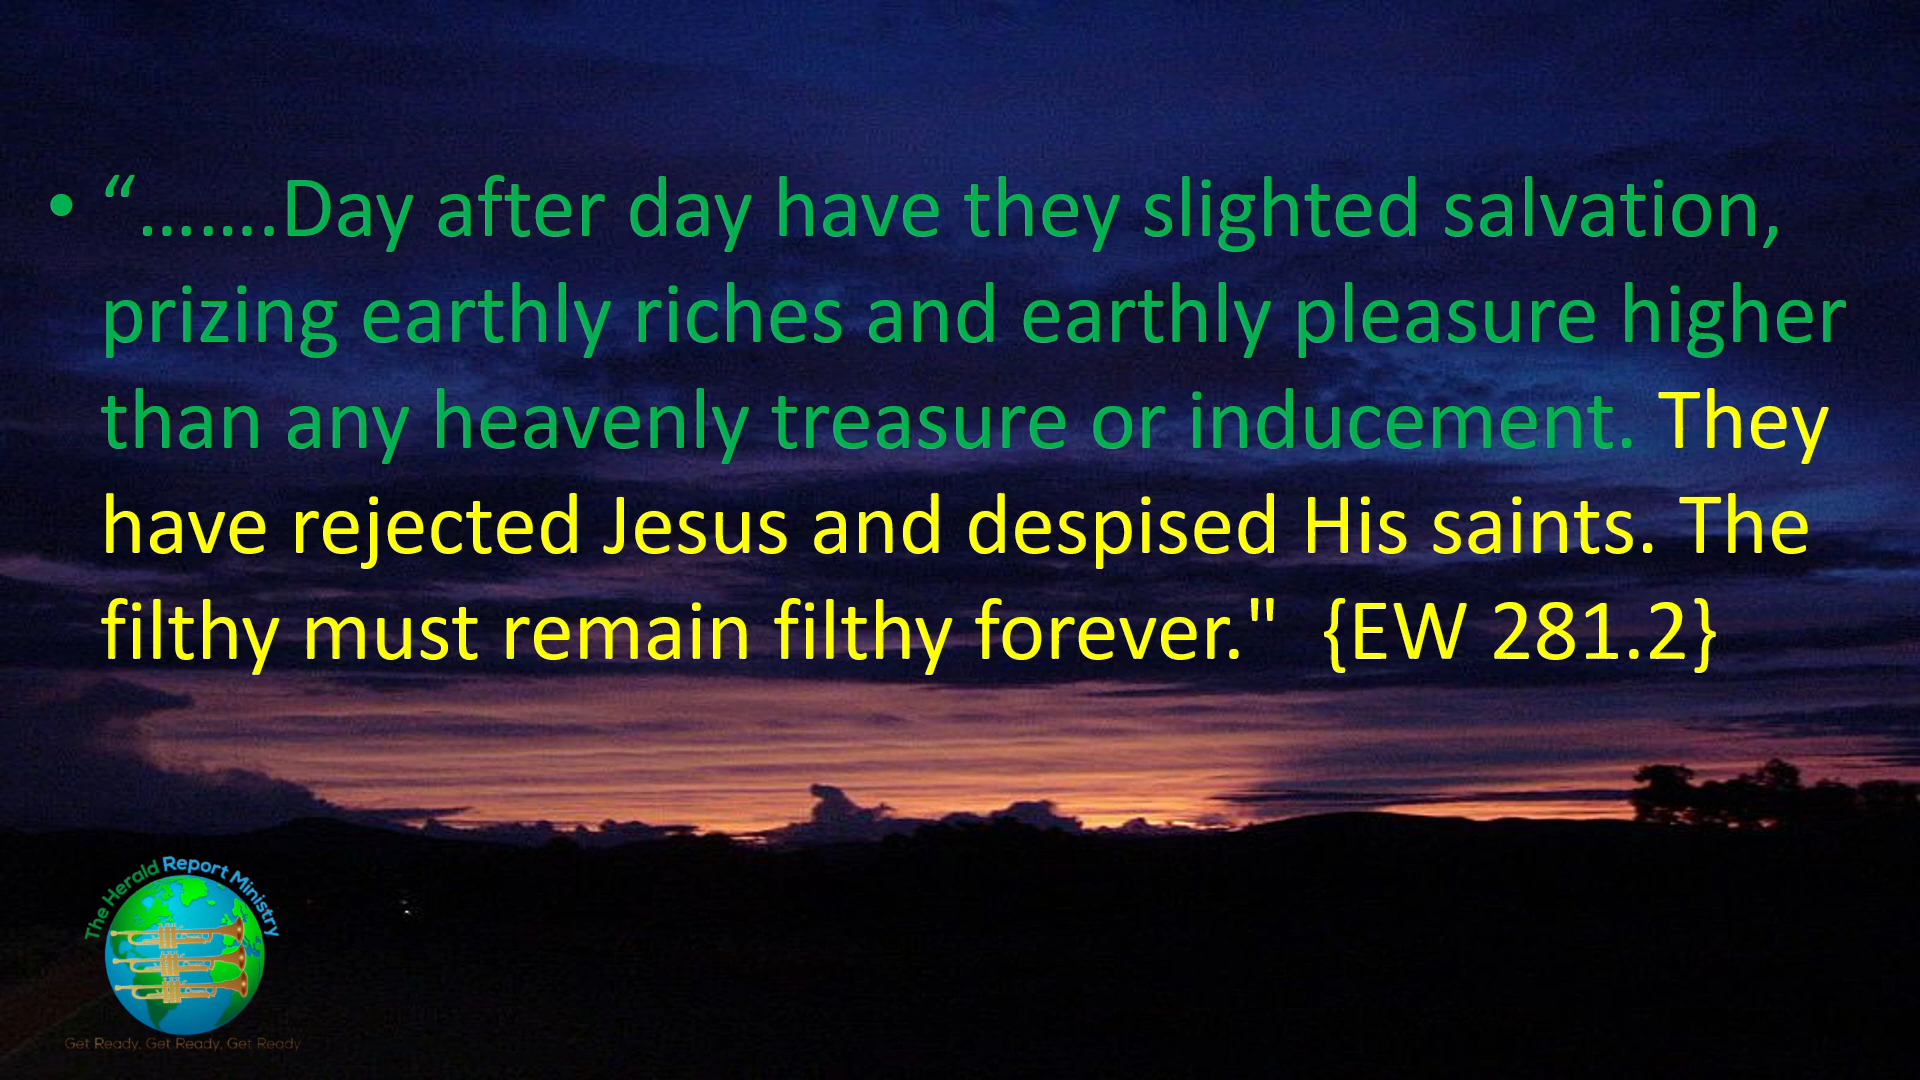 • “…….Day after day have they slighted salvation,
prizing earthly riches and earthly pleasure higher
than any heavenly treasure or inducement. They
have rejected Jesus and despised His saints. The
filthy must remain filthy forever."  {EW 281.2}
The Herald Report Ministry
Get Ready, Get Ready, Get Ready